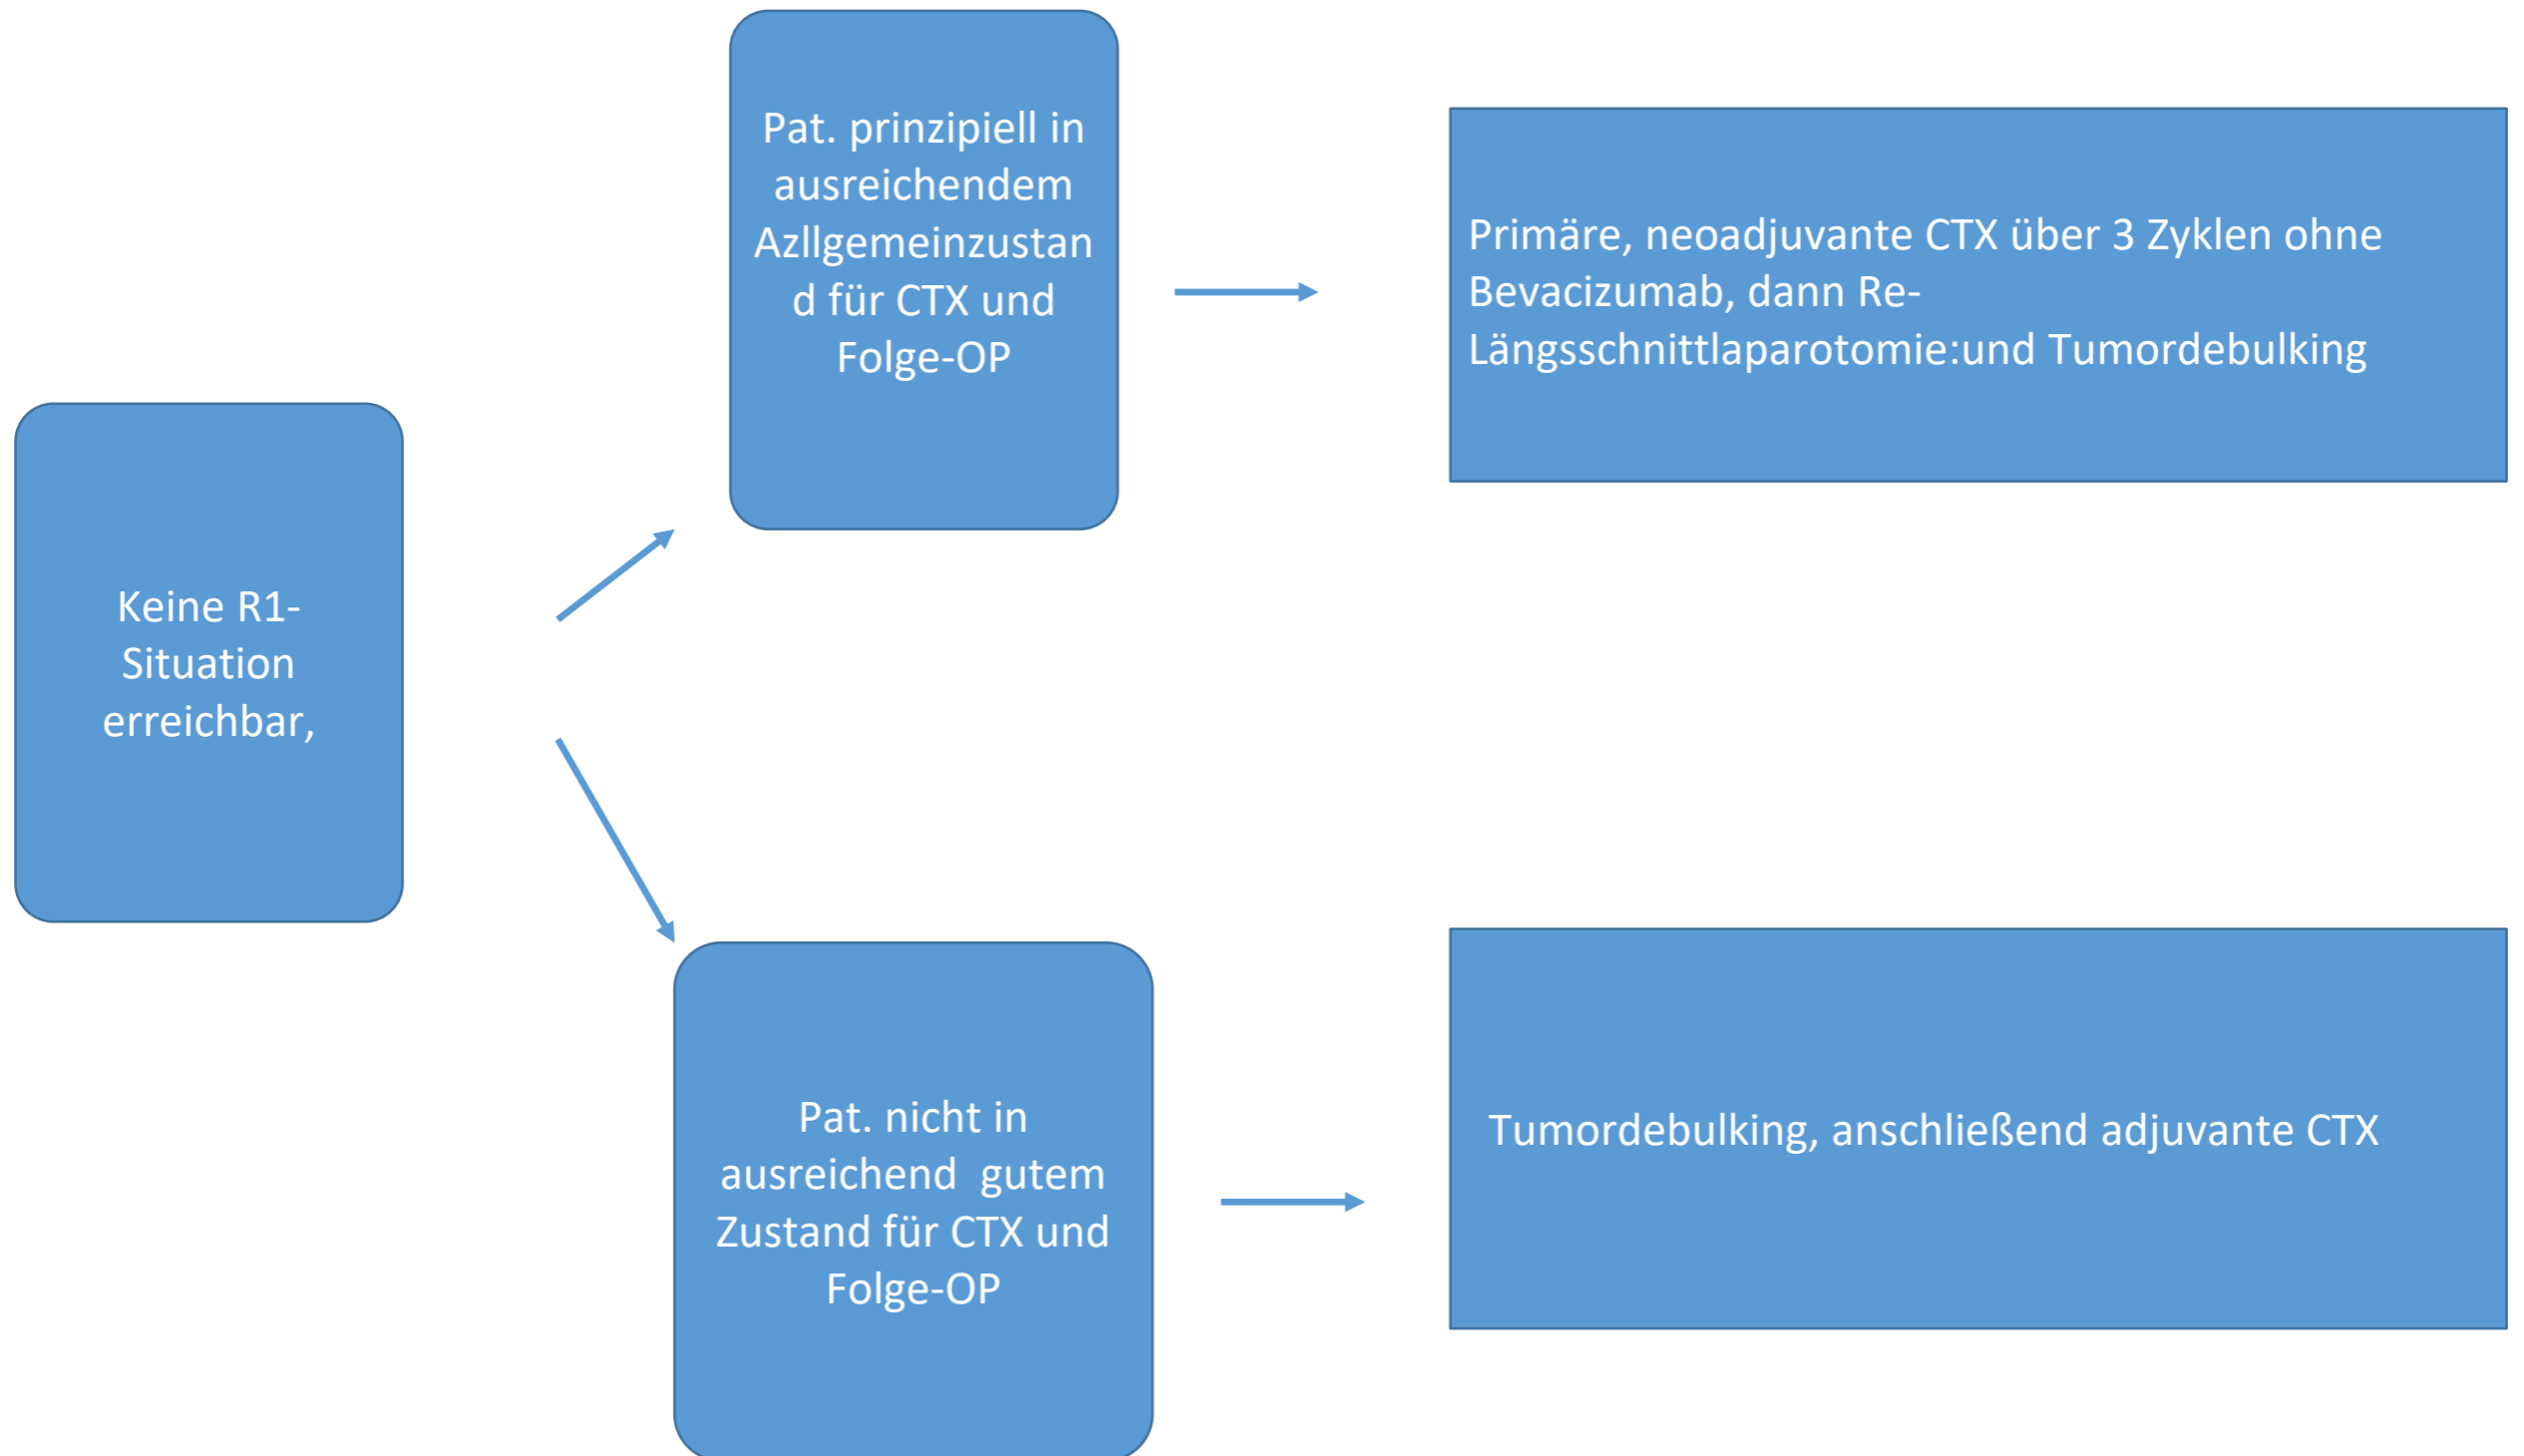 Keine R1-
Situation
erreichbar,
Pat. prinzipiell in
ausreichendem
Azllgemeinzustan
d für CTX und
Folge-OP
Primäre, neoadjuvante CTX über 3 Zyklen ohne
Bevacizumab, dann Re-
Längsschnittlaparotomie:und Tumordebulking
Pat. nicht in
ausreichend  gutem
Zustand für CTX und
Folge-OP
Tumordebulking, anschließend adjuvante CTX